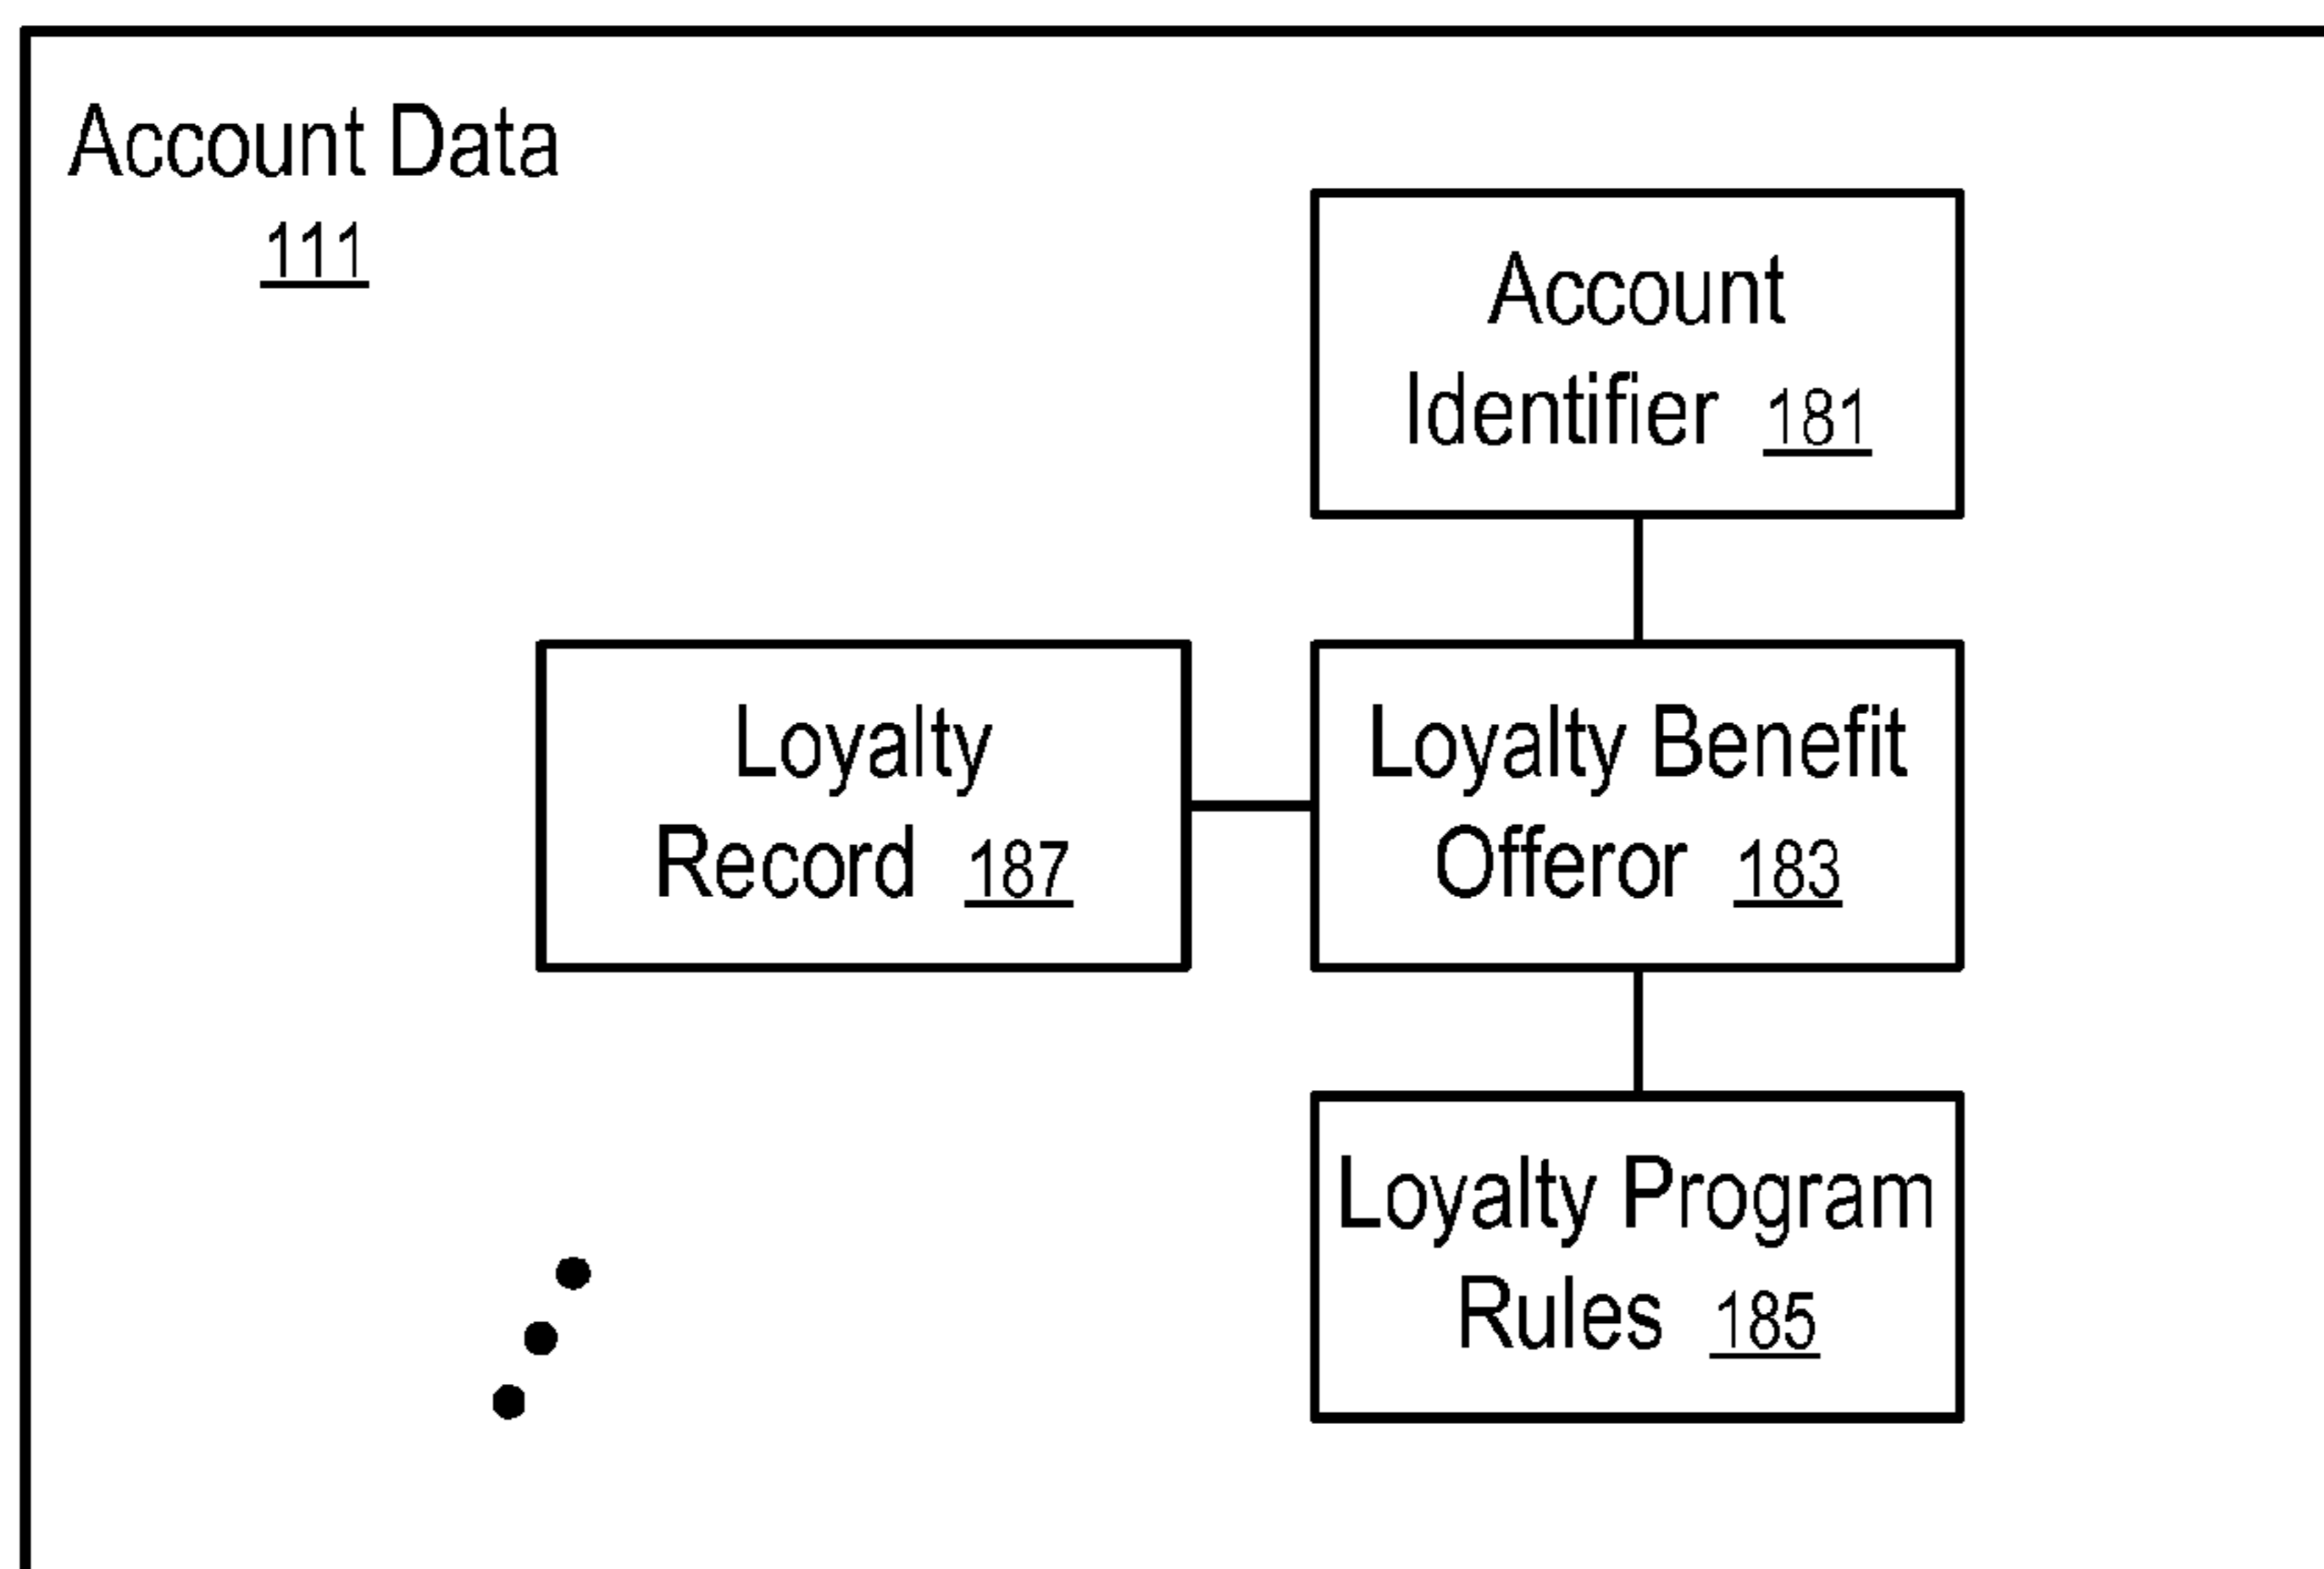 Account Data
111
Account
Identifier 181
Loyalty
Record 187
Loyalty Benefit
Offeror 183
Loyalty Program
Rules 185